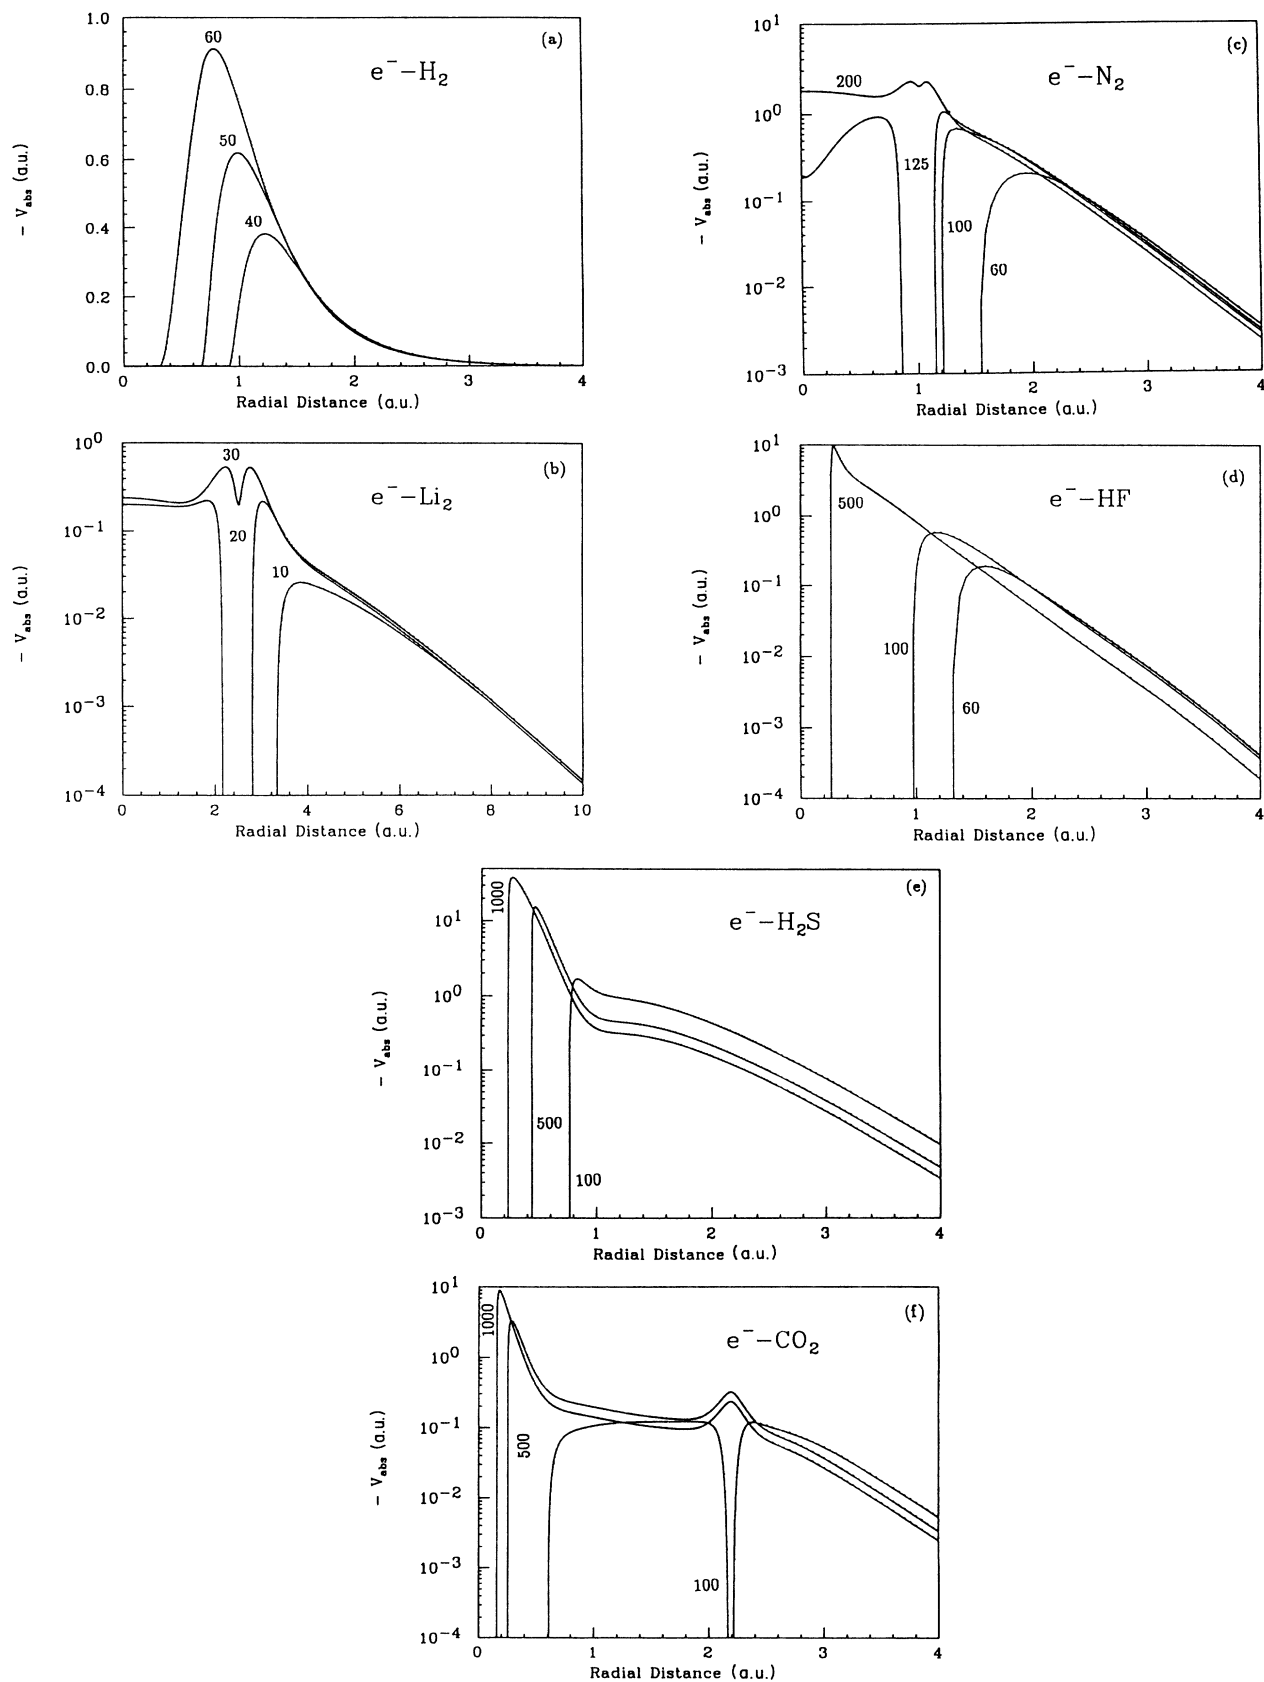 (a)
e⁻−H₂
60
50
40
1.0
0.8
0.6
0.4
0.2
0.0
− Vabs (a.u.)
0 1 2 3 4
Radial Distance (a.u.)
(c)
e⁻−N₂
200
125
100
60
10¹
10⁰
10⁻¹
10⁻²
10⁻³
− Vabs (a.u.)
0 1 2 3 4
Radial Distance (a.u.)
(b)
e⁻−Li₂
30
20
10
10⁰
10⁻¹
10⁻²
10⁻³
10⁻⁴
− Vabs (a.u.)
0 2 4 6 8 10
Radial Distance (a.u.)
(d)
e⁻−HF
500
100
60
10¹
10⁰
10⁻¹
10⁻²
10⁻³
10⁻⁴
− Vabs (a.u.)
0 1 2 3 4
Radial Distance (a.u.)
(e)
e⁻−H₂S
1000
500
100
10¹
10⁰
10⁻¹
10⁻²
10⁻³
− Vabs (a.u.)
0 1 2 3 4
Radial Distance (a.u.)
(f)
e⁻−CO₂
1000
500
100
10¹
10⁰
10⁻¹
10⁻²
10⁻³
10⁻⁴
− Vabs (a.u.)
0 1 2 3 4
Radial Distance (a.u.)